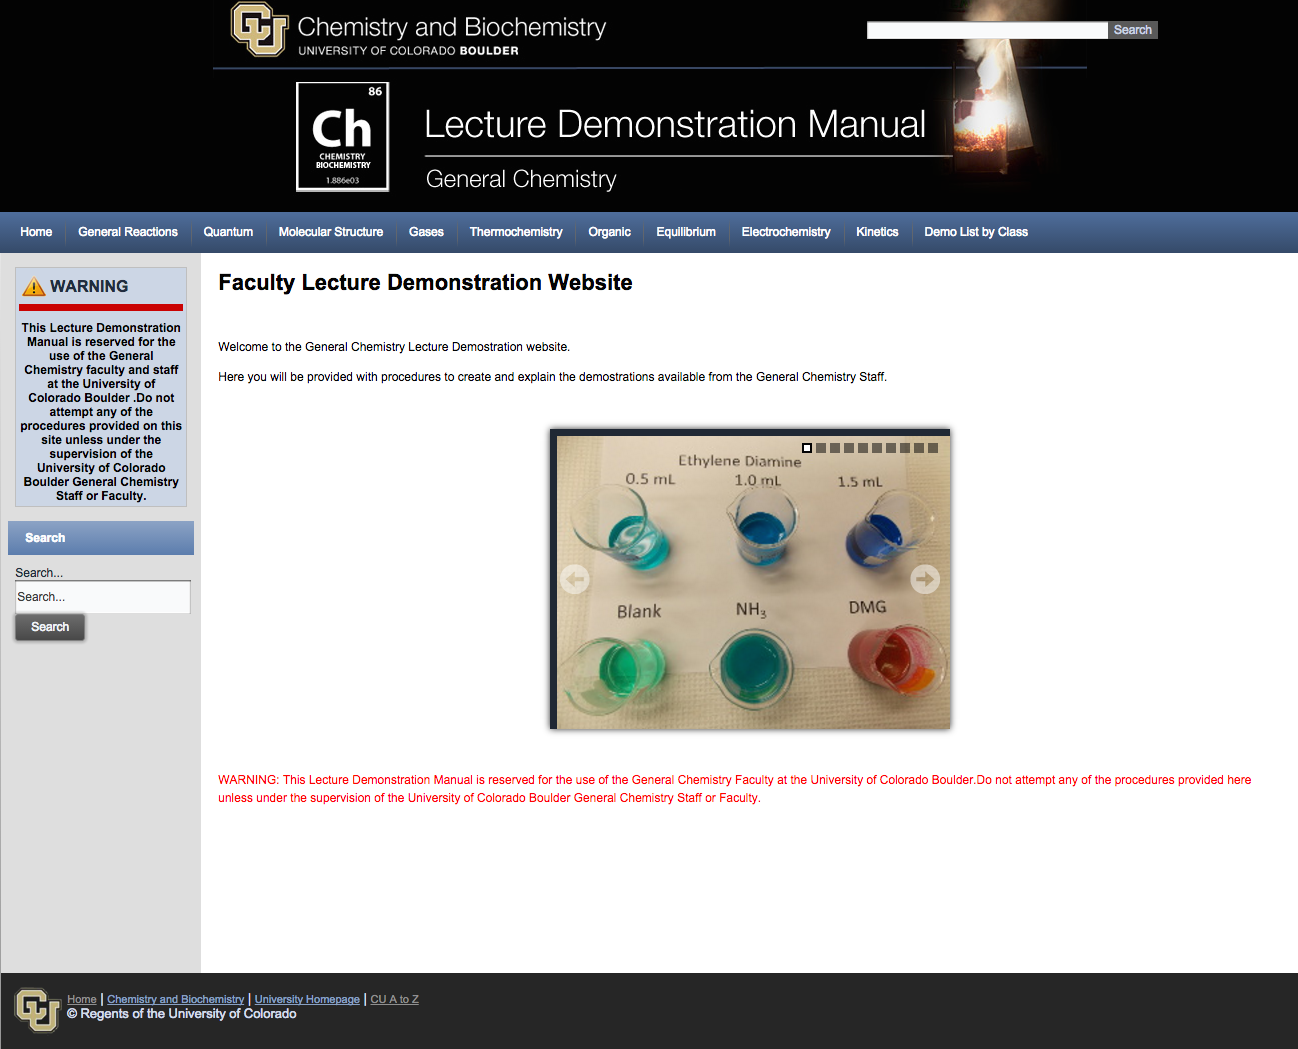 CU Chemistry and Biochemistry
UNIVERSITY OF COLORADO BOULDER
Search
86
Ch
CHEMISTRY
BIOCHEMISTRY
1.886e03
Lecture Demonstration Manual
General Chemistry
Home General Reactions Quantum Molecular Structure Gases Thermochemistry Organic Equilibrium Electrochemistry Kinetics Demo List by Class
WARNING
This Lecture Demonstration
Manual is reserved for the
use of the General
Chemistry faculty and staff
at the University of
Colorado Boulder .Do not
attempt any of the
procedures provided on this
site unless under the
supervision of the
University of Colorado
Boulder General Chemistry
Staff or Faculty.
Search
Search...
Search...
Search
Faculty Lecture Demonstration Website
Welcome to the General Chemistry Lecture Demostration website.
Here you will be provided with procedures to create and explain the demostrations available from the General Chemistry Staff.
Ethylene Diamine
0.5 mL 1.0 mL 1.5 mL
Blank NH₃ DMG
WARNING: This Lecture Demonstration Manual is reserved for the use of the General Chemistry Faculty at the University of Colorado Boulder.Do not attempt any of the procedures provided here
unless under the supervision of the University of Colorado Boulder General Chemistry Staff or Faculty.
CU
Home | Chemistry and Biochemistry | University Homepage | CU A to Z
© Regents of the University of Colorado